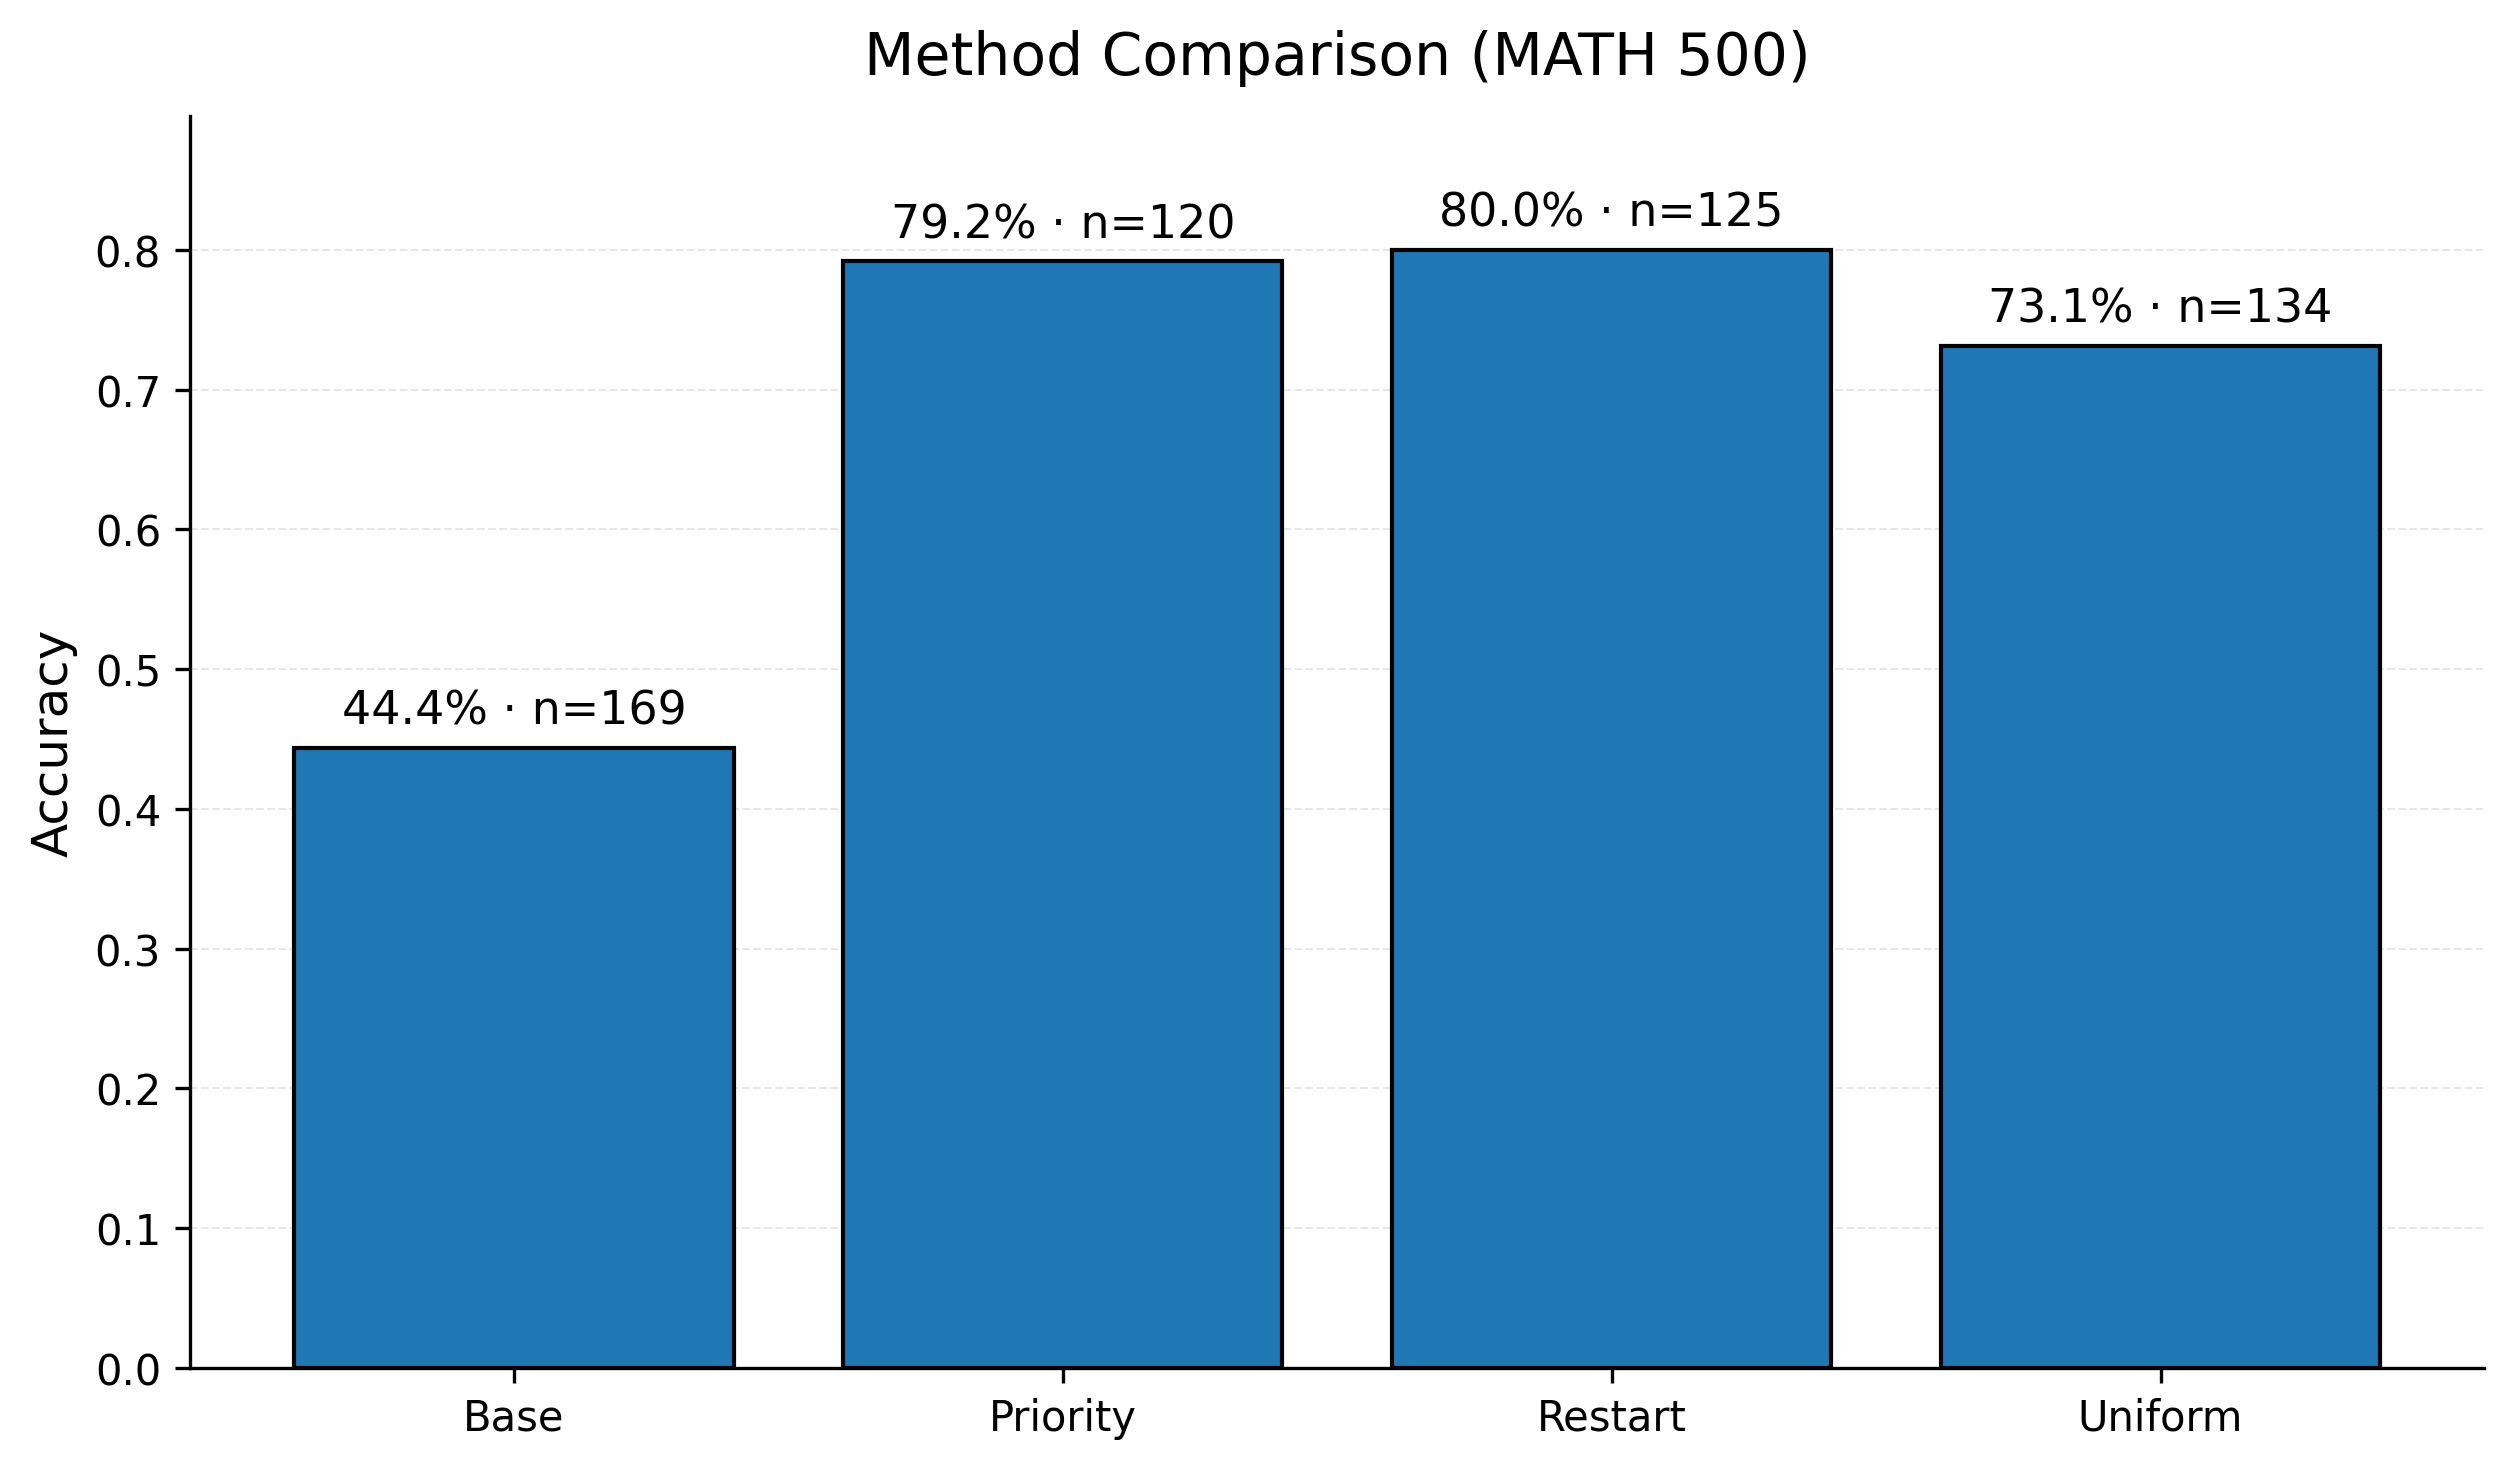 Method Comparison (MATH 500)
Accuracy
0.8
0.7
0.6
0.5
0.4
0.3
0.2
0.1
0.0
44.4% · n=169
79.2% · n=120
80.0% · n=125
73.1% · n=134
Base
Priority
Restart
Uniform